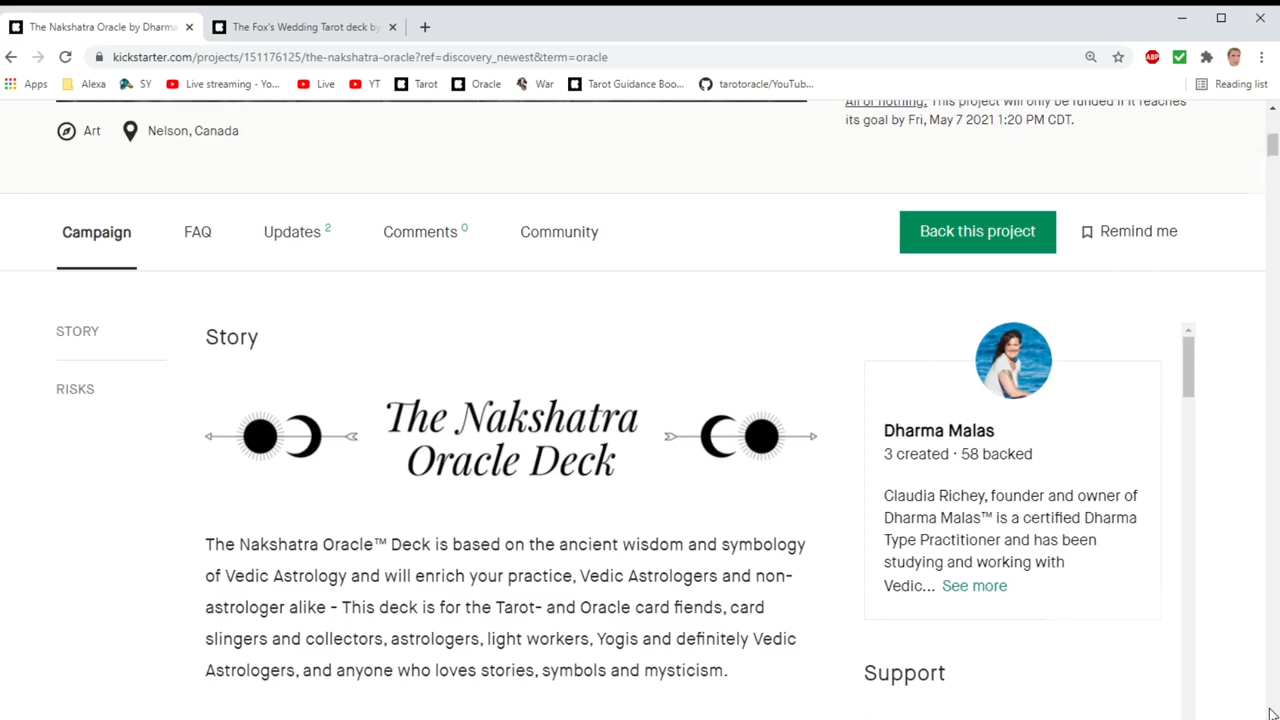 The Nakshatra Oracle by Dharma
The Fox's Wedding Tarot deck by
kickstarter.com/projects/151176125/the-nakshatra-oracle?ref=discovery_newest&term=oracle
ABP
Apps
Alexa
SY
Live streaming - Yo...
Live
YT
Tarot
Oracle
War
Tarot Guidance Boo...
tarotoracle/YouTub...
Reading list
All or nothing. This project will only be funded if it reaches
its goal by Fri, May 7 2021 1:20 PM CDT.
Art
Nelson, Canada
Campaign
FAQ
Updates 2
Comments 0
Community
Back this project
Remind me
STORY
RISKS
Story
The Nakshatra
Oracle Deck
The Nakshatra Oracle™ Deck is based on the ancient wisdom and symbology
of Vedic Astrology and will enrich your practice, Vedic Astrologers and non-
astrologer alike - This deck is for the Tarot- and Oracle card fiends, card
slingers and collectors, astrologers, light workers, Yogis and definitely Vedic
Astrologers, and anyone who loves stories, symbols and mysticism.
Dharma Malas
3 created · 58 backed
Claudia Richey, founder and owner of
Dharma Malas™ is a certified Dharma
Type Practitioner and has been
studying and working with
Vedic... See more
Support